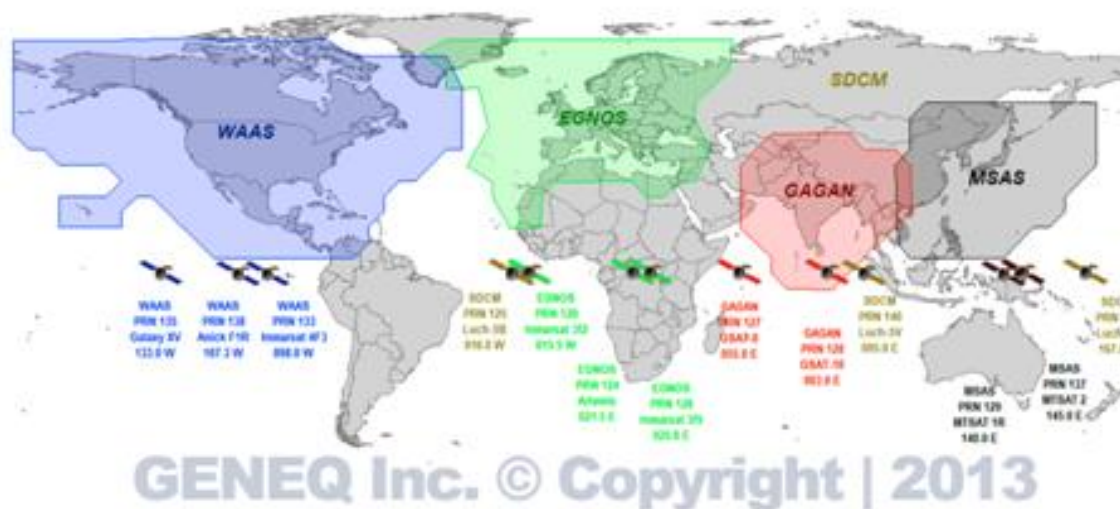 SDCM
WAAS
EGNOS
GAGAN
MSAS
WAAS
PRN 135
Galaxy XV
133.0 W
WAAS
PRN 138
Anick F1R
107.3 W
WAAS
PRN 133
Inmarsat 4F3
098.0 W
SDCM
PRN 125
Luch-5B
016.0 W
EGNOS
PRN 120
Inmarsat 3f2
015.5 W
EGNOS
PRN 124
Artemis
021.5 E
EGNOS
PRN 126
Inmarsat 3f5
025.0 E
GAGAN
PRN 127
GSAT-8
055.0 E
GAGAN
PRN 128
GSAT-10
083.0 E
SDCM
PRN 140
Luch-5V
095.0 E
MSAS
PRN 129
MTSAT 1R
140.0 E
MSAS
PRN 137
MTSAT 2
145.0 E
GENEQ Inc. © Copyright | 2013